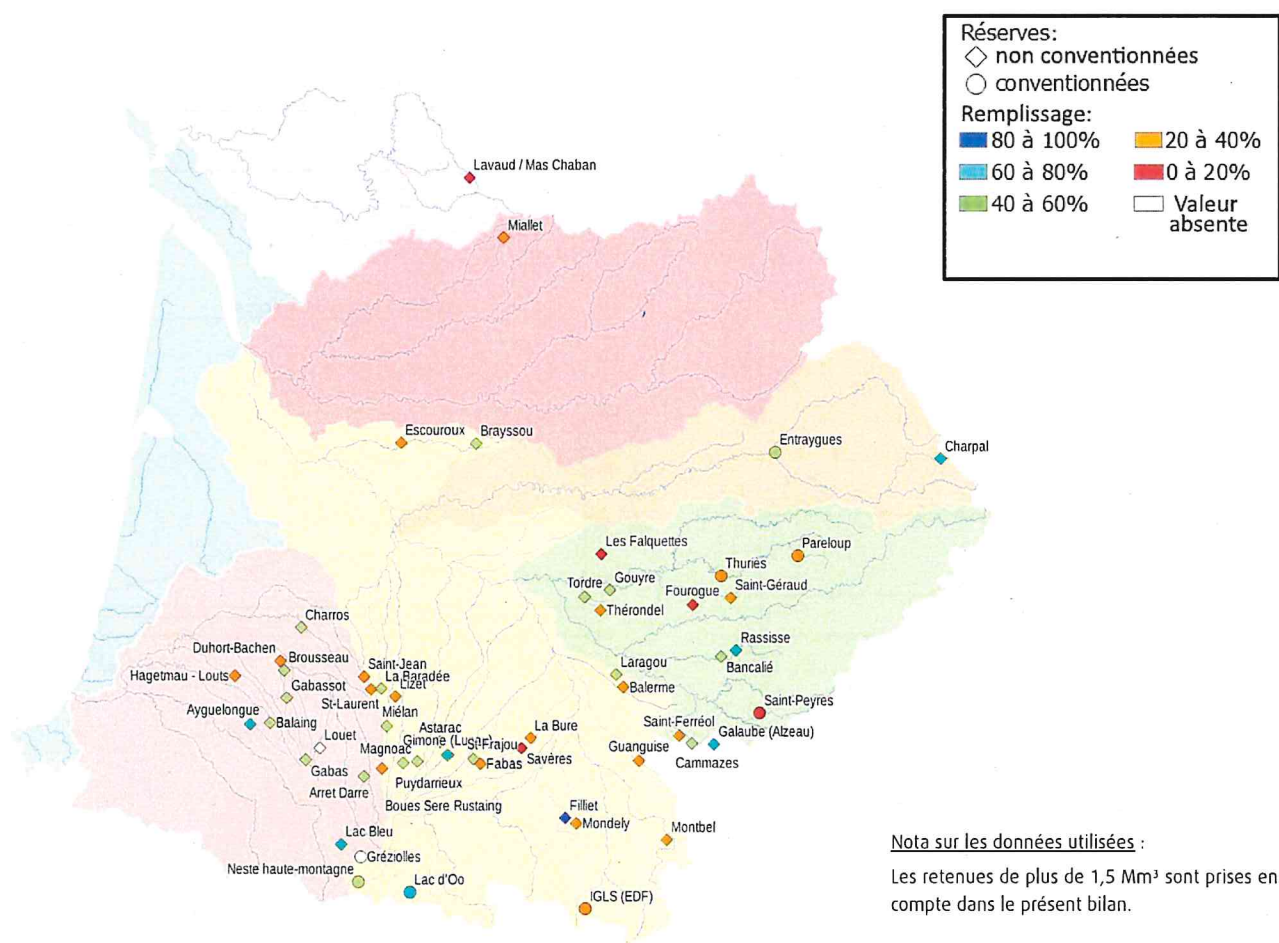 Réserves:
non conventionnées
conventionnées
Remplissage:
80 à 100%
20 à 40%
60 à 80%
0 à 20%
40 à 60%
Valeur
absente
Lavaud / Mas Chaban
Miallet
Escouroux
Brayssou
Entraygues
Charpal
Les Falquettes
Pareloup
Thuriès
Tordre
Gouyre
Fourogue
Saint-Géraud
Thérondel
Charros
Rassisse
Duhort-Bachen
Brousseau
Saint-Jean
Laragou
Bancalié
Hagetmau - Louts
La Baradée
Lizet
Balerme
Gabassot
St-Laurent
Saint-Peyres
Ayguelongue
Balaing
Miélan
Astarac
La Bure
Saint-Ferréol
Galaube (Alzeau)
Louet
Magnoac
Gimone (Lunax)
St-Frajou
Guanguise
Savères
Cammazes
Gabas
Fabas
Arret Darre
Puydarrieux
Boues Sere Rustaing
Filliet
Mondely
Montbel
Lac Bleu
Gréziolles
Neste haute-montagne
Lac d'Oo
IGLS (EDF)
Nota sur les données utilisées :
Les retenues de plus de 1,5 Mm³ sont prises en
compte dans le présent bilan.